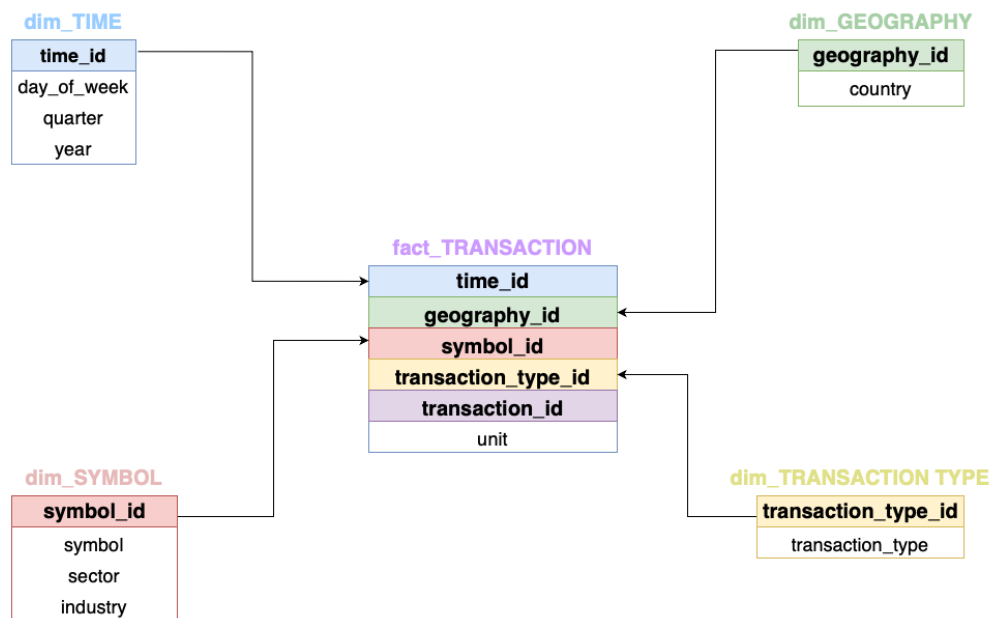 dim_TIME
time_id
day_of_week
quarter
year
dim_GEOGRAPHY
geography_id
country
fact_TRANSACTION
time_id
geography_id
symbol_id
transaction_type_id
transaction_id
unit
dim_SYMBOL
symbol_id
symbol
sector
industry
dim_TRANSACTION TYPE
transaction_type_id
transaction_type